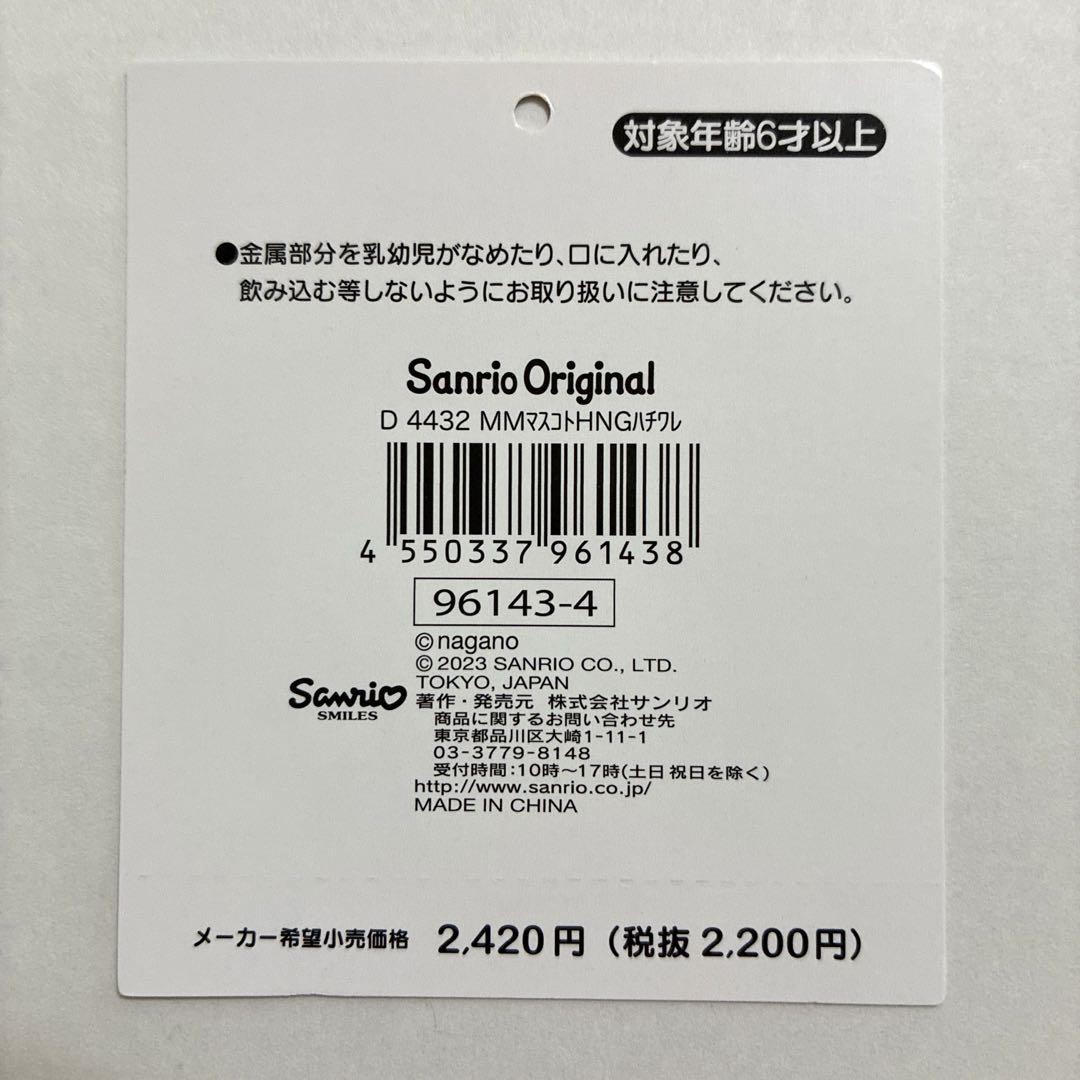 対象年齢6才以上
●金属部分を乳幼児がなめたり、口に入れたり、
飲み込む等しないようにお取り扱いに注意してください。
Sanrio Original
D 4432 MMﾏｽｺﾄHNGﾊﾁﾜﾚ
4 550337 961438
96143-4
©nagano
© 2023 SANRIO CO., LTD.
TOKYO, JAPAN
Sanrio
SMILES
著作・発売元 株式会社サンリオ
商品に関するお問い合わせ先
東京都品川区大崎1-11-1
03-3779-8148
受付時間:10時～17時(土日祝日を除く)
http://www.sanrio.co.jp/
MADE IN CHINA
メーカー希望小売価格 2,420円（税抜 2,200円）